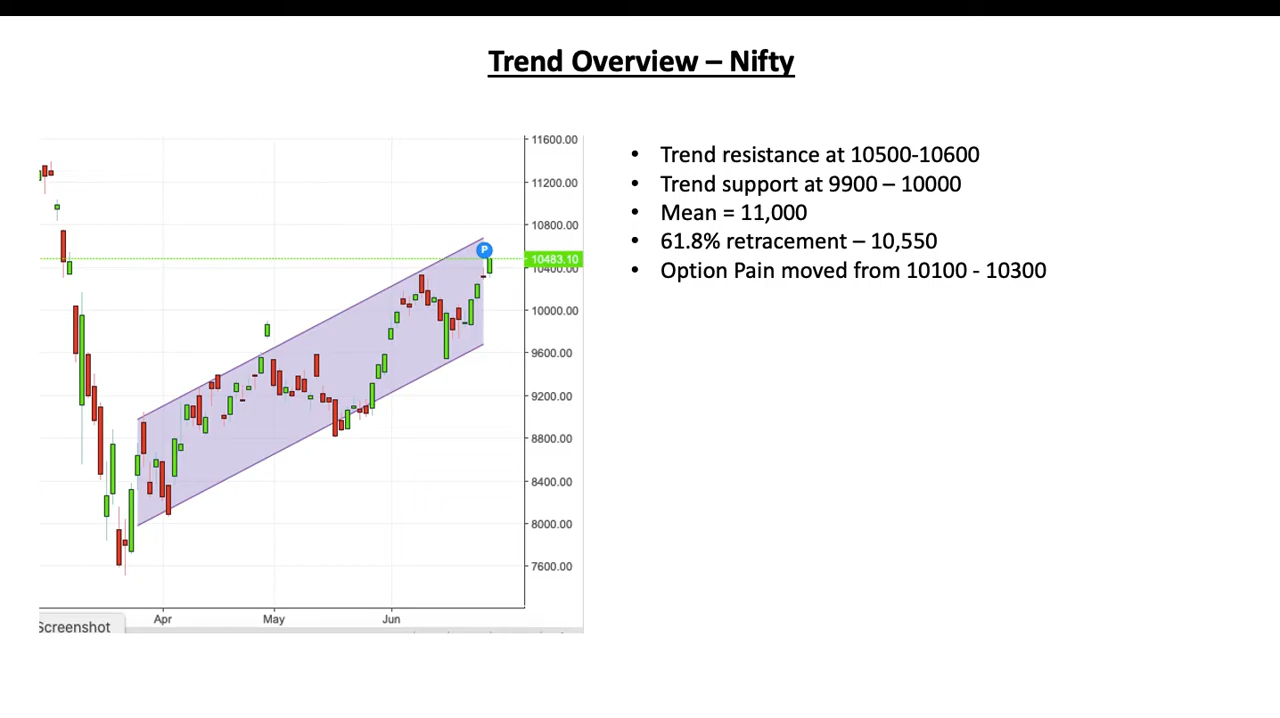 Trend Overview – Nifty
11600.00
11200.00
10800.00
P
10483.10
10400.00
10000.00
9600.00
9200.00
8800.00
8400.00
8000.00
7600.00
Apr
May
Jun
Screenshot
• Trend resistance at 10500-10600
• Trend support at 9900 – 10000
• Mean = 11,000
• 61.8% retracement – 10,550
• Option Pain moved from 10100 - 10300